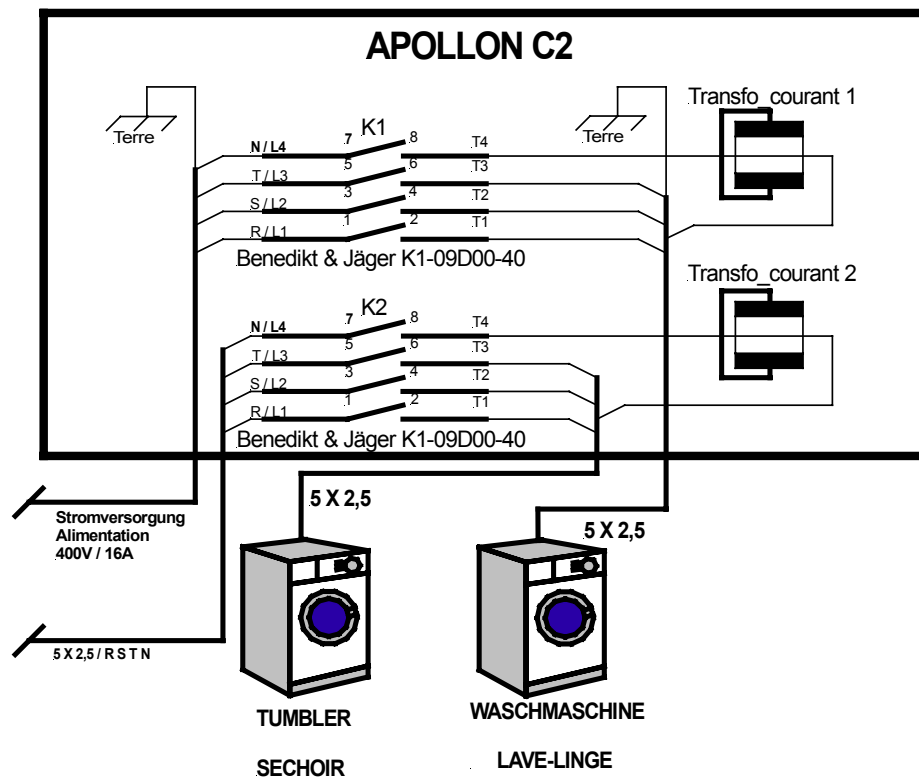 APOLLON C2
Transfo_courant 1
Terre
Terre
K1
N / L4 7 8 T4
T / L3 5 6 T3
S / L2 3 4 T2
R / L1 1 2 T1
Benedikt & Jäger K1-09D00-40
Transfo_courant 2
K2
N / L4 7 8 T4
T / L3 5 6 T3
S / L2 3 4 T2
R / L1 1 2 T1
Benedikt & Jäger K1-09D00-40
5 X 2,5
Stromversorgung
Alimentation
400V / 16A
5 X 2,5
5 X 2,5 / R S T N
TUMBLER
SECHOIR
WASCHMASCHINE
LAVE-LINGE